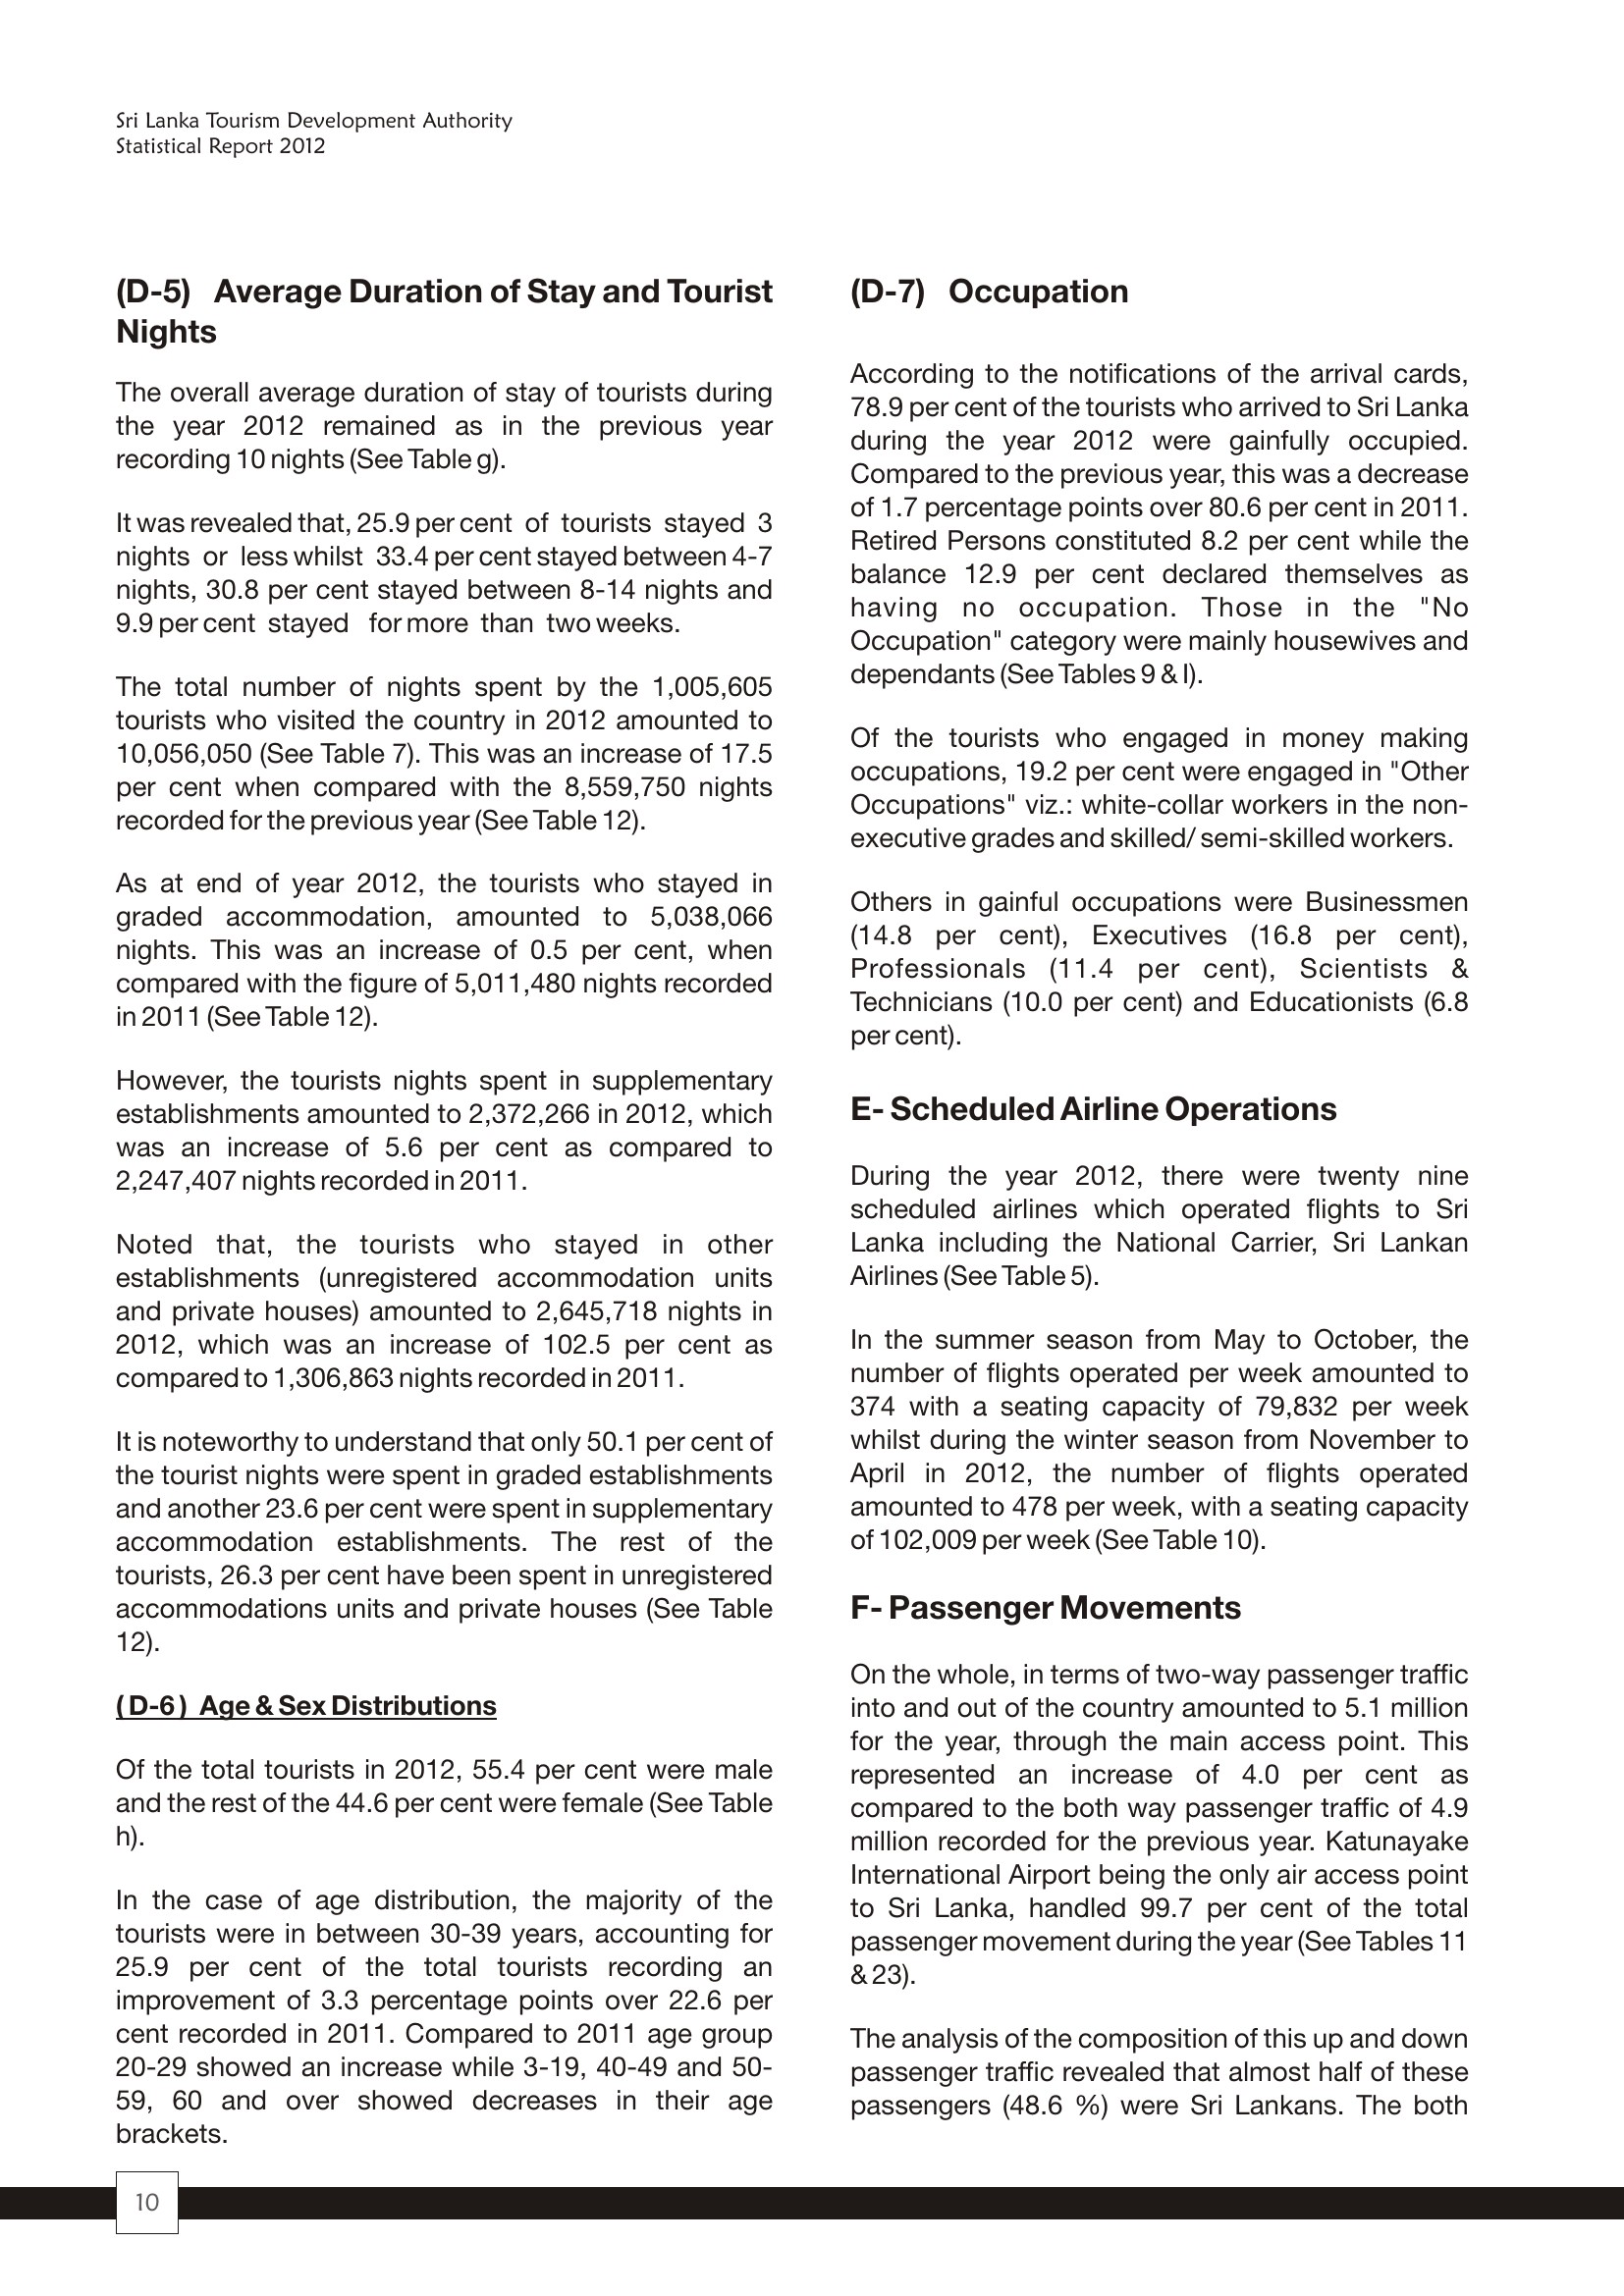 Sri Lanka Tourism Development Authority
Statistical Report 2012
(D-5) Average Duration of Stay and Tourist
Nights
The overall average duration of stay of tourists during
the year 2012 remained as in the previous year
recording 10 nights (See Table g).
It was revealed that, 25.9 per cent of tourists stayed 3
nights or less whilst 33.4 per cent stayed between 4-7
nights, 30.8 per cent stayed between 8-14 nights and
9.9 per cent stayed for more than two weeks.
The total number of nights spent by the 1,005,605
tourists who visited the country in 2012 amounted to
10,056,050 (See Table 7). This was an increase of 17.5
per cent when compared with the 8,559,750 nights
recorded for the previous year (See Table 12).
As at end of year 2012, the tourists who stayed in
graded accommodation, amounted to 5,038,066
nights. This was an increase of 0.5 per cent, when
compared with the figure of 5,011,480 nights recorded
in 2011 (See Table 12).
However, the tourists nights spent in supplementary
establishments amounted to 2,372,266 in 2012, which
was an increase of 5.6 per cent as compared to
2,247,407 nights recorded in 2011.
Noted that, the tourists who stayed in other
establishments (unregistered accommodation units
and private houses) amounted to 2,645,718 nights in
2012, which was an increase of 102.5 per cent as
compared to 1,306,863 nights recorded in 2011.
It is noteworthy to understand that only 50.1 per cent of
the tourist nights were spent in graded establishments
and another 23.6 per cent were spent in supplementary
accommodation establishments. The rest of the
tourists, 26.3 per cent have been spent in unregistered
accommodations units and private houses (See Table
12).
( D-6 ) Age & Sex Distributions
Of the total tourists in 2012, 55.4 per cent were male
and the rest of the 44.6 per cent were female (See Table
h).
In the case of age distribution, the majority of the
tourists were in between 30-39 years, accounting for
25.9 per cent of the total tourists recording an
improvement of 3.3 percentage points over 22.6 per
cent recorded in 2011. Compared to 2011 age group
20-29 showed an increase while 3-19, 40-49 and 50-
59, 60 and over showed decreases in their age
brackets.
(D-7) Occupation
According to the notifications of the arrival cards,
78.9 per cent of the tourists who arrived to Sri Lanka
during the year 2012 were gainfully occupied.
Compared to the previous year, this was a decrease
of 1.7 percentage points over 80.6 per cent in 2011.
Retired Persons constituted 8.2 per cent while the
balance 12.9 per cent declared themselves as
having no occupation. Those in the "No
Occupation" category were mainly housewives and
dependants (See Tables 9 & I).
Of the tourists who engaged in money making
occupations, 19.2 per cent were engaged in "Other
Occupations" viz.: white-collar workers in the non-
executive grades and skilled/ semi-skilled workers.
Others in gainful occupations were Businessmen
(14.8 per cent), Executives (16.8 per cent),
Professionals (11.4 per cent), Scientists &
Technicians (10.0 per cent) and Educationists (6.8
per cent).
E- Scheduled Airline Operations
During the year 2012, there were twenty nine
scheduled airlines which operated flights to Sri
Lanka including the National Carrier, Sri Lankan
Airlines (See Table 5).
In the summer season from May to October, the
number of flights operated per week amounted to
374 with a seating capacity of 79,832 per week
whilst during the winter season from November to
April in 2012, the number of flights operated
amounted to 478 per week, with a seating capacity
of 102,009 per week (See Table 10).
F- Passenger Movements
On the whole, in terms of two-way passenger traffic
into and out of the country amounted to 5.1 million
for the year, through the main access point. This
represented an increase of 4.0 per cent as
compared to the both way passenger traffic of 4.9
million recorded for the previous year. Katunayake
International Airport being the only air access point
to Sri Lanka, handled 99.7 per cent of the total
passenger movement during the year (See Tables 11
& 23).
The analysis of the composition of this up and down
passenger traffic revealed that almost half of these
passengers (48.6 %) were Sri Lankans. The both
10